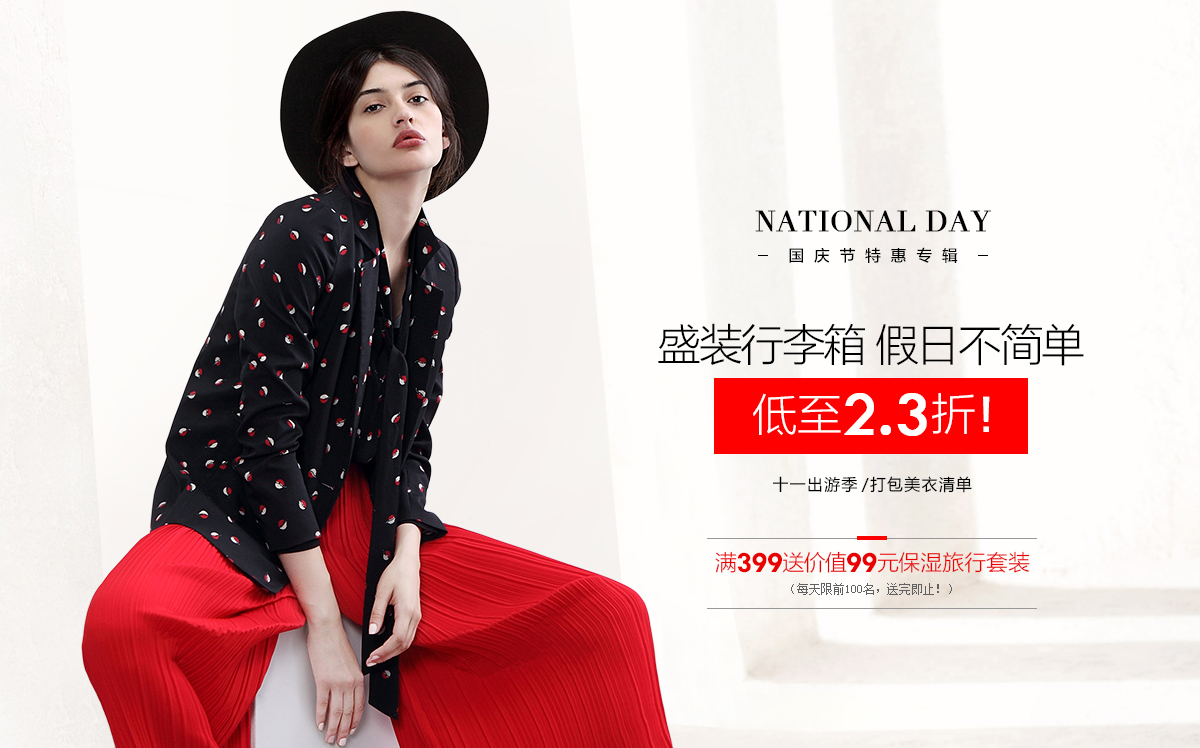 NATIONAL DAY
- 国庆节特惠专辑 -
盛装行李箱 假日不简单
低至2.3折!
十一出游季/打包美衣清单
满399送价值99元保湿旅行套装
(每天限前100名，送完即止！)